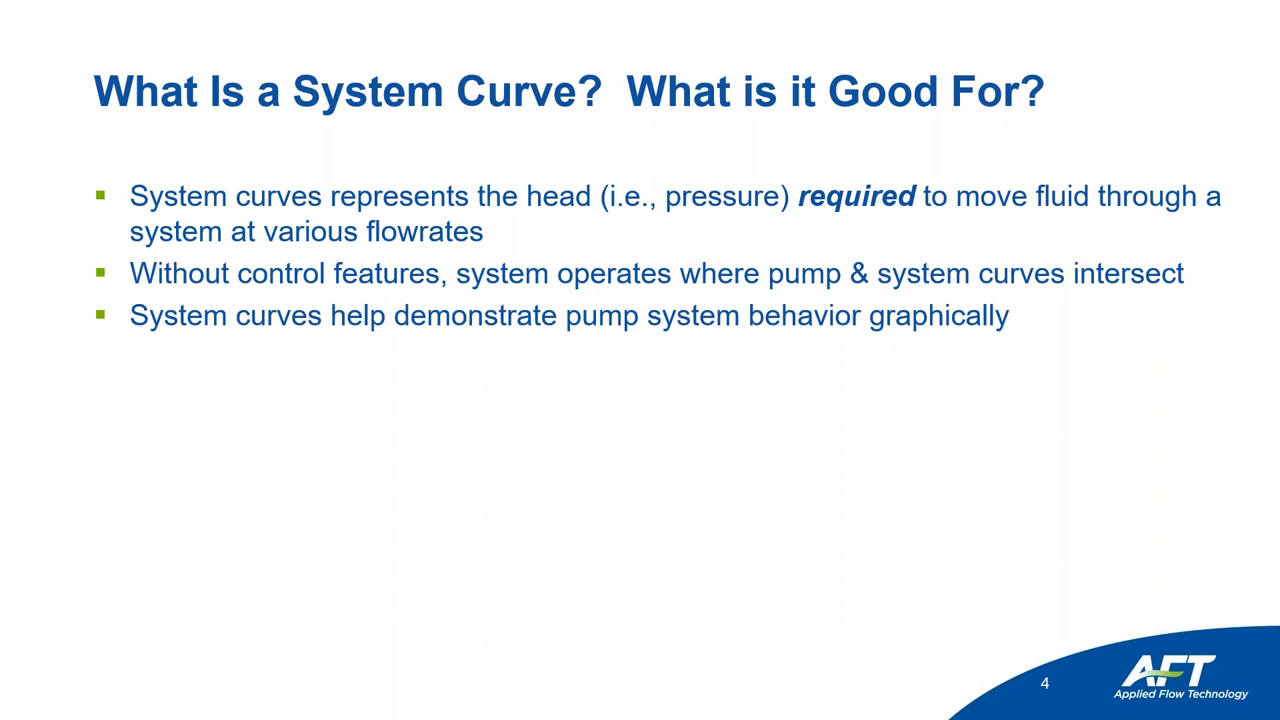 What Is a System Curve?  What is it Good For?
System curves represents the head (i.e., pressure) required to move fluid through a
system at various flowrates
Without control features, system operates where pump & system curves intersect
System curves help demonstrate pump system behavior graphically
4
AFT
Applied Flow Technology